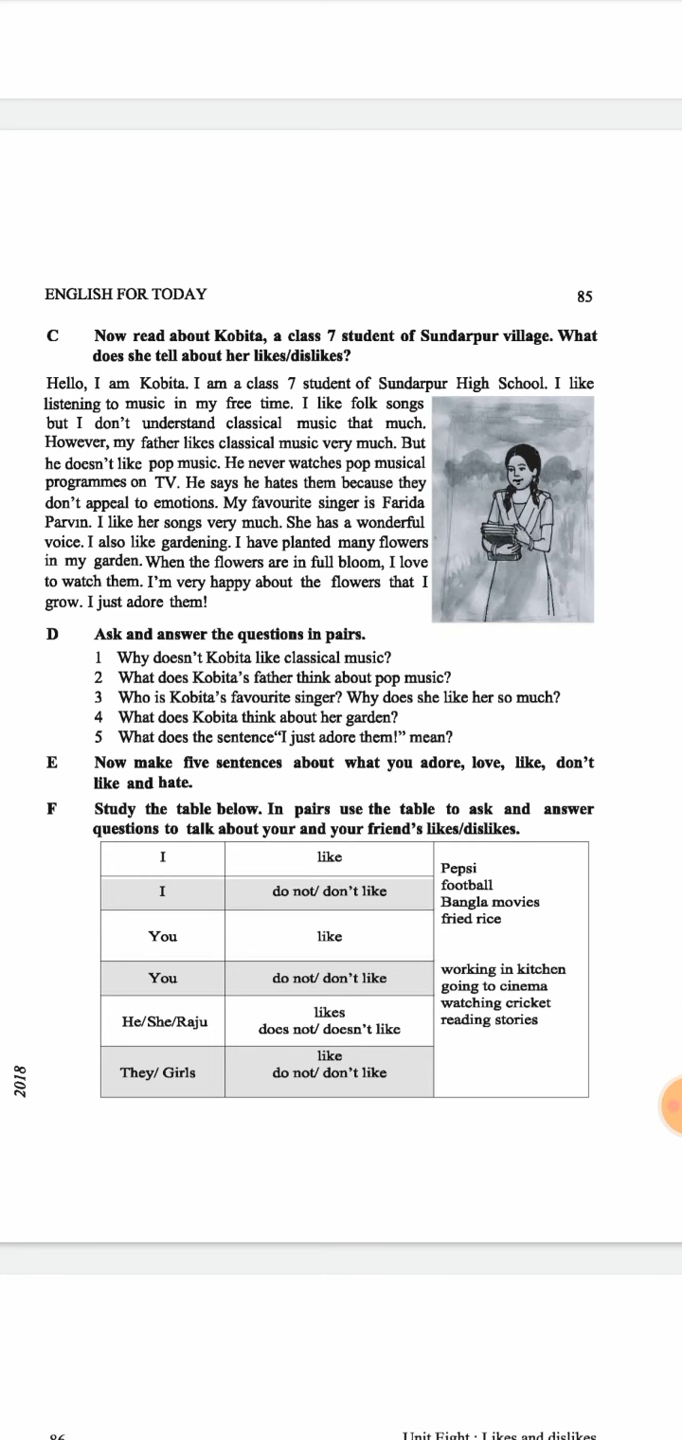 ENGLISH FOR TODAY 85
C Now read about Kobita, a class 7 student of Sundarpur village. What
does she tell about her likes/dislikes?
Hello, I am Kobita. I am a class 7 student of Sundarpur High School. I like
listening to music in my free time. I like folk songs
but I don't understand classical music that much.
However, my father likes classical music very much. But
he doesn't like pop music. He never watches pop musical
programmes on TV. He says he hates them because they
don't appeal to emotions. My favourite singer is Farida
Parvin. I like her songs very much. She has a wonderful
voice. I also like gardening. I have planted many flowers
in my garden. When the flowers are in full bloom, I love
to watch them. I'm very happy about the flowers that I
grow. I just adore them!
D Ask and answer the questions in pairs.
1 Why doesn't Kobita like classical music?
2 What does Kobita's father think about pop music?
3 Who is Kobita's favourite singer? Why does she like her so much?
4 What does Kobita think about her garden?
5 What does the sentence"I just adore them!" mean?
E Now make five sentences about what you adore, love, like, don't
like and hate.
F Study the table below. In pairs use the table to ask and answer
questions to talk about your and your friend's likes/dislikes.
I like
I do not/ don't like
You like
You do not/ don't like
He/She/Raju likes
does not/ doesn't like
They/ Girls like
do not/ don't like
Pepsi
football
Bangla movies
fried rice
working in kitchen
going to cinema
watching cricket
reading stories
2018
86 Unit Eight : Likes and dislikes